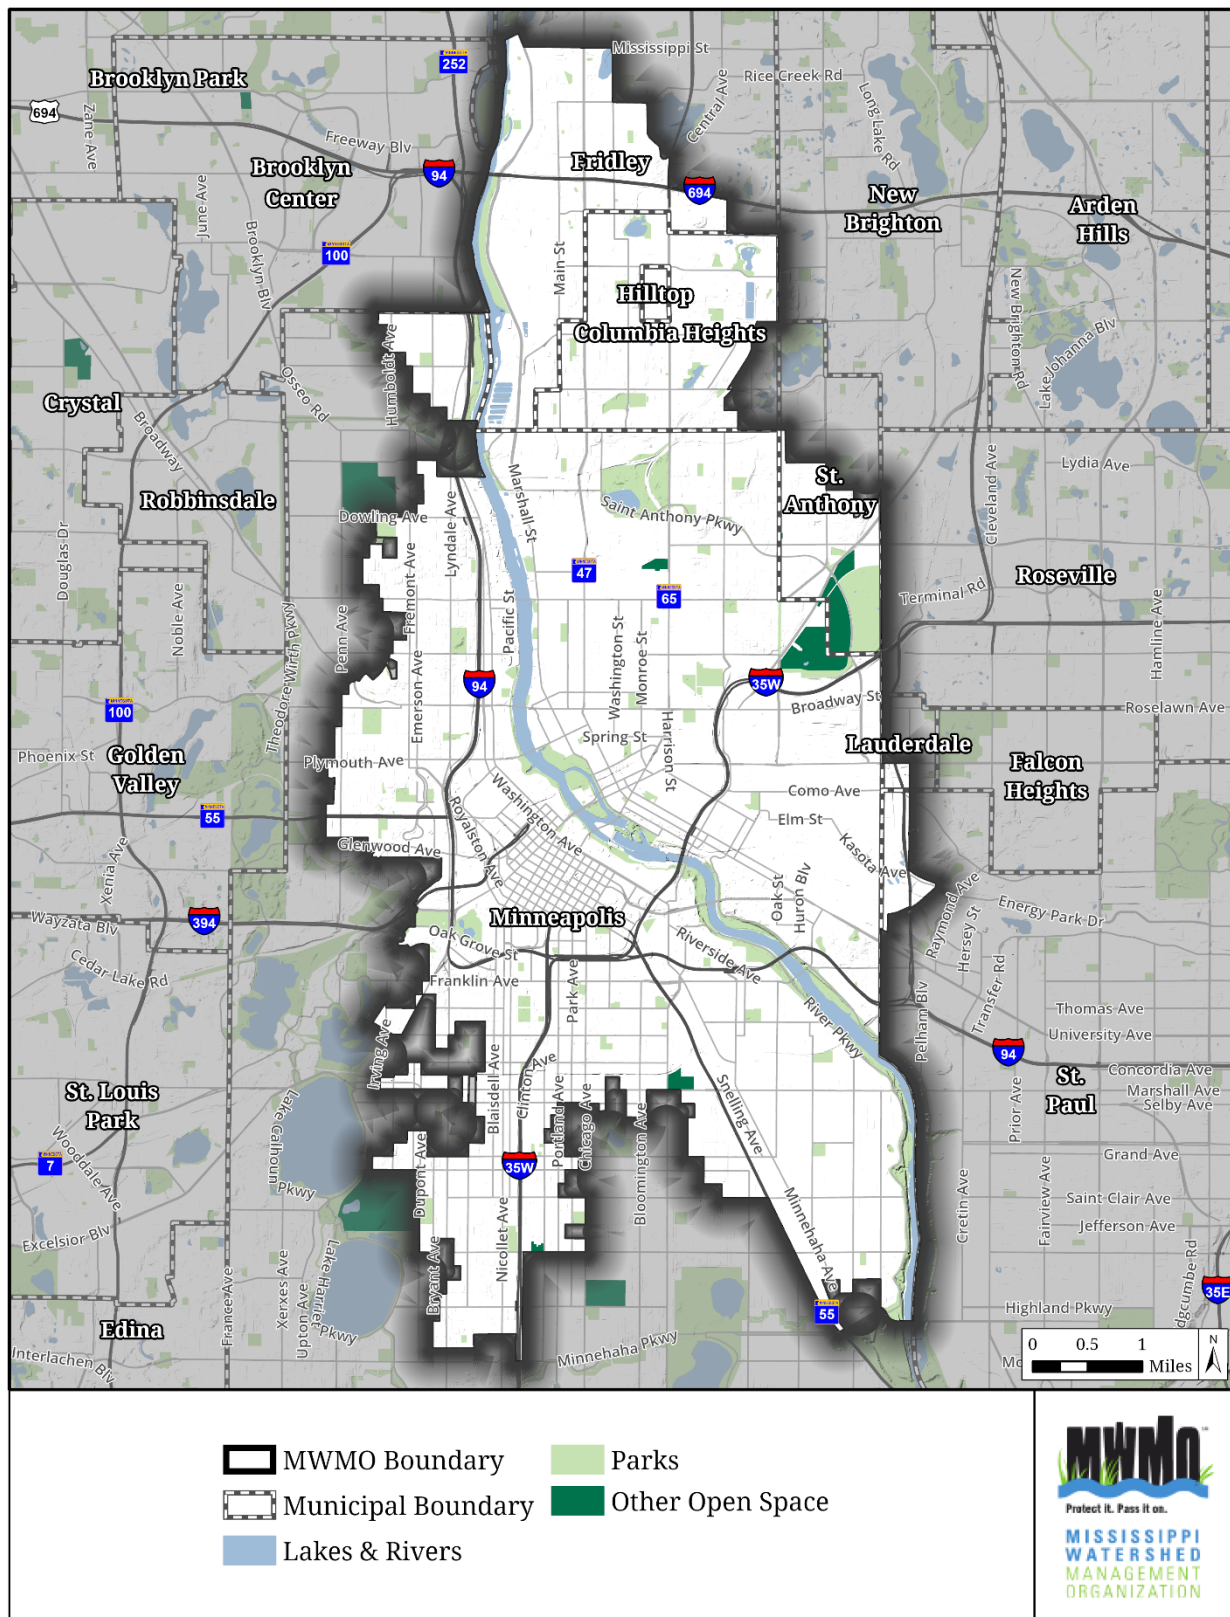 Mississippi St
252
Brooklyn Park
Rice Creek Rd
694
Zane Ave
Central Ave
Long Lake Rd
Freeway Blv
Fridley
Brooklyn
Center
94
694
New
Brighton
Arden
Hills
June Ave
Brooklyn Blv
100
Main St
Hilltop
New Brighton Rd
Columbia Heights
Lake Johanna Blv
Humboldt Ave
Osseo Rd
Crystal
Broadway
Lydia Ave
Cleveland Ave
Robbinsdale
Marshall St
St.
Anthony
Saint Anthony Pkwy
Dowling Ave
Lyndale Ave
Douglas Dr
47
65
Roseville
Terminal Rd
Noble Ave
Fremont Ave
Pacific St
Hamline Ave
Penn Ave
Theodore Wirth Pkwy
Washington St
Monroe St
94
35W
Emerson Ave
Broadway St
100
Roselawn Ave
Harrison St
Spring St
Lauderdale
Phoenix St
Golden
Valley
Plymouth Ave
Falcon
Heights
Washington Ave
Como Ave
55
Royalston Ave
Elm St
Glenwood Ave
Kasota Ave
Xenia Ave
Oak St
Huron Blv
Raymond Ave
Wayzata Blv
394
Minneapolis
Hersey St
Energy Park Dr
Oak Grove St
Riverside Ave
Cedar Lake Rd
Franklin Ave
Park Ave
Transfer Rd
River Pkwy
Pelham Blv
Thomas Ave
University Ave
Irving Ave
94
Blaisdell Ave
Clinton Ave
Concordia Ave
St. Louis
Park
Snelling Ave
St.
Paul
Marshall Ave
Selby Ave
Lake Calhoun
Pkwy
Portland Ave
Chicago Ave
Prior Ave
Wooddale Ave
7
35W
Dupont Ave
Bloomington Ave
Grand Ave
Minnehaha Ave
Cretin Ave
Fairview Ave
Saint Clair Ave
Jefferson Ave
Excelsior Blv
Nicollet Ave
Bryant Ave
Lake Harriet
Pkwy
Xerxes Ave
Upton Ave
France Ave
35E
Edina
55
Highland Pkwy
Interlachen Blv
Minnehaha Pkwy
0 0.5 1
Miles
N
MWMO Boundary
Municipal Boundary
Lakes & Rivers
Parks
Other Open Space
MWMO
Protect it. Pass it on.
MISSISSIPPI
WATERSHED
MANAGEMENT
ORGANIZATION